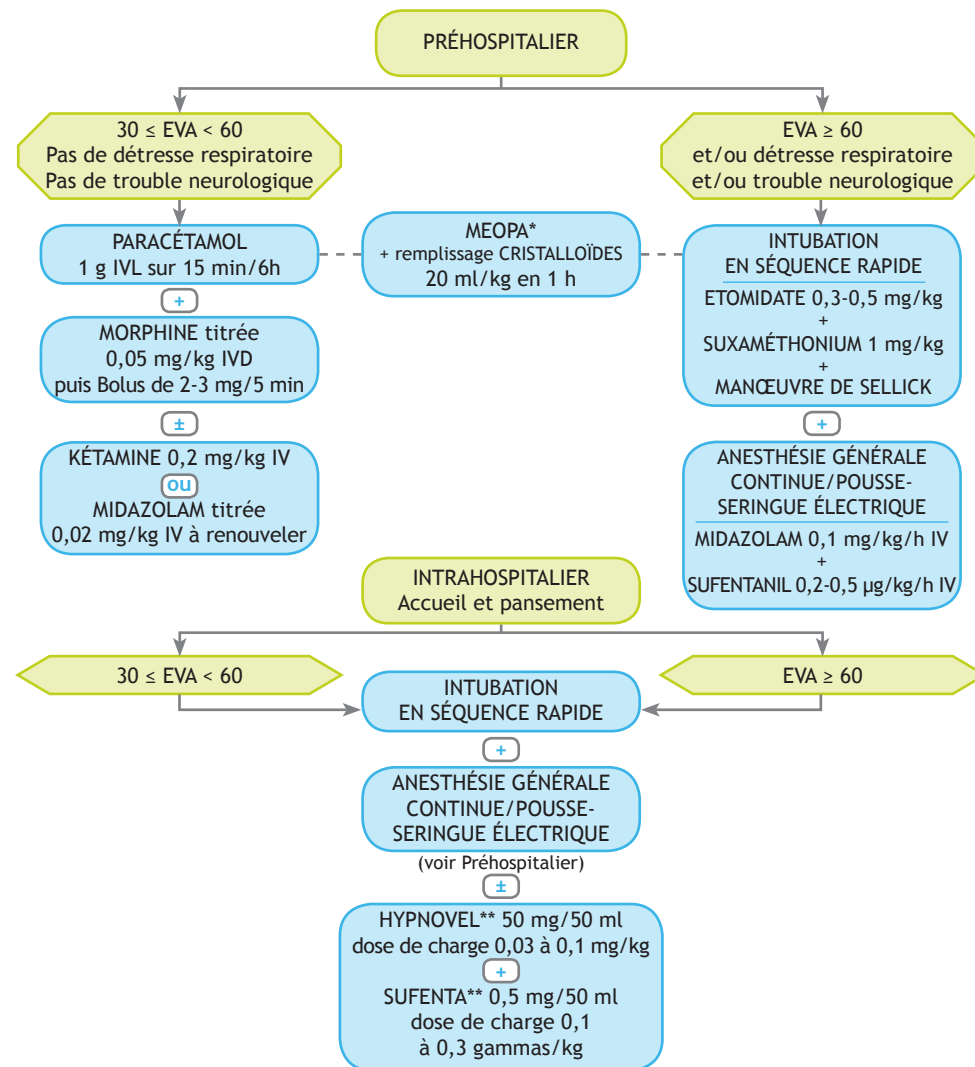 PRÉHOSPITALIER
30 ≤ EVA < 60
Pas de détresse respiratoire
Pas de trouble neurologique
EVA ≥ 60
et/ou détresse respiratoire
et/ou trouble neurologique
PARACÉTAMOL
1 g IVL sur 15 min/6h
+
MORPHINE titrée
0,05 mg/kg IVD
puis Bolus de 2-3 mg/5 min
±
KÉTAMINE 0,2 mg/kg IV
ou
MIDAZOLAM titrée
0,02 mg/kg IV à renouveler
MEOPA*
+ remplissage CRISTALLOÏDES
20 ml/kg en 1 h
INTUBATION
EN SÉQUENCE RAPIDE
ETOMIDATE 0,3-0,5 mg/kg
+
SUXAMÉTHONIUM 1 mg/kg
+
MANŒUVRE DE SELLICK
+
ANESTHÉSIE GÉNÉRALE
CONTINUE/POUSSE-
SERINGUE ÉLECTRIQUE
MIDAZOLAM 0,1 mg/kg/h IV
+
SUFENTANIL 0,2-0,5 µg/kg/h IV
INTRAHOSPITALIER
Accueil et pansement
30 ≤ EVA < 60
EVA ≥ 60
INTUBATION
EN SÉQUENCE RAPIDE
+
ANESTHÉSIE GÉNÉRALE
CONTINUE/POUSSE-
SERINGUE ÉLECTRIQUE
(voir Préhospitalier)
±
HYPNOVEL** 50 mg/50 ml
dose de charge 0,03 à 0,1 mg/kg
+
SUFENTA** 0,5 mg/50 ml
dose de charge 0,1
à 0,3 gammas/kg